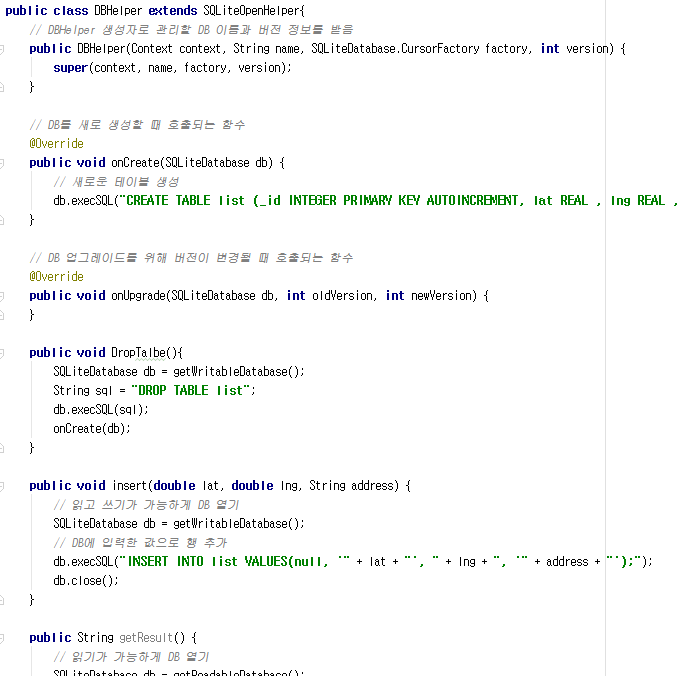 public class DBHelper extends SQLiteOpenHelper{
// DBHelper 생성자로 관리할 DB 이름과 버전 정보를 받음
public DBHelper(Context context, String name, SQLiteDatabase.CursorFactory factory, int version) {
super(context, name, factory, version);
}
// DB를 새로 생성할 때 호출되는 함수
@Override
public void onCreate(SQLiteDatabase db) {
// 새로운 테이블 생성
db.execSQL("CREATE TABLE list (_id INTEGER PRIMARY KEY AUTOINCREMENT, lat REAL , lng REAL ,
}
// DB 업그레이드를 위해 버전이 변경될 때 호출되는 함수
@Override
public void onUpgrade(SQLiteDatabase db, int oldVersion, int newVersion) {
}
public void DropTalbe(){
SQLiteDatabase db = getWritableDatabase();
String sql = "DROP TABLE list";
db.execSQL(sql);
onCreate(db);
}
public void insert(double lat, double lng, String address) {
// 읽고 쓰기가 가능하게 DB 열기
SQLiteDatabase db = getWritableDatabase();
// DB에 입력한 값으로 행 추가
db.execSQL("INSERT INTO list VALUES(null, '" + lat + "', " + lng + ", '" + address + "');");
db.close();
}
public String getResult() {
// 읽기가 가능하게 DB 열기
SQLiteDatabase db = getReadableDatabase();